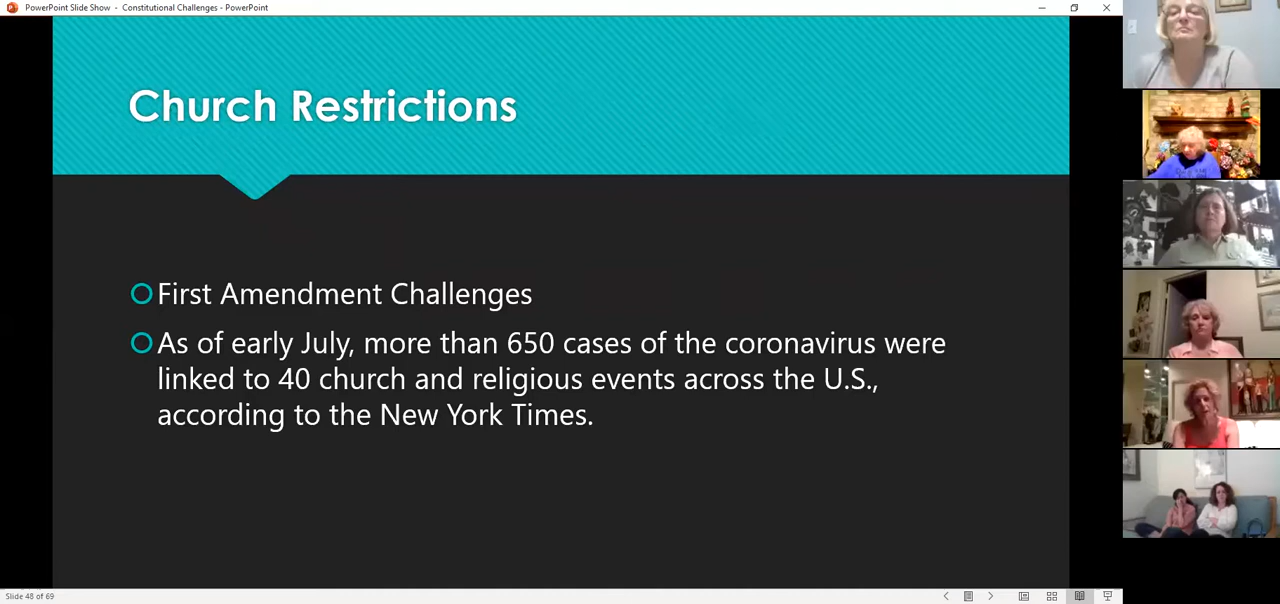 PowerPoint Slide Show - Constitutional Challenges - PowerPoint
Church Restrictions
First Amendment Challenges
As of early July, more than 650 cases of the coronavirus were
linked to 40 church and religious events across the U.S.,
according to the New York Times.
Slide 48 of 69